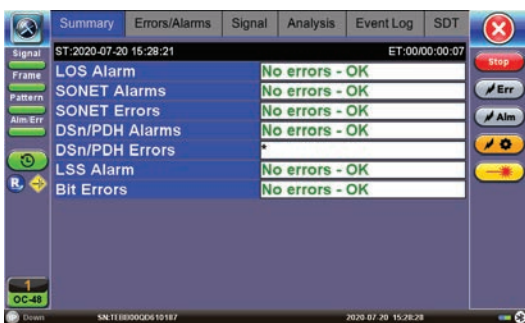 Summary Errors/Alarms Signal Analysis Event Log SDT
Signal
Frame
Pattern
Alm/Err
ST:2020-07-20 15:28:21 ET:00/00:00:07
LOS Alarm No errors - OK
SONET Alarms No errors - OK
SONET Errors No errors - OK
DSn/PDH Alarms No errors - OK
DSn/PDH Errors *
LSS Alarm No errors - OK
Bit Errors No errors - OK
Stop
Err
Alm
R
1
OC-48
Down 2020-07-20 15:28:28